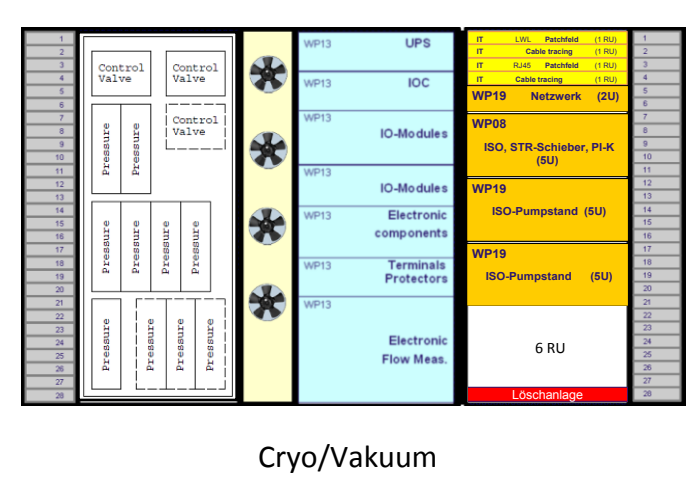 1
2
3
4
5
6
7
8
9
10
11
12
13
14
15
16
17
18
19
20
21
22
23
24
25
26
27
28
Control
Valve
Control
Valve
Control
Valve
Pressure
Pressure
Pressure
Pressure
Pressure
Pressure
Pressure
Pressure
Pressure
Pressure
WP13 UPS
WP13 IOC
WP13
IO-Modules
WP13
IO-Modules
WP13 Electronic
components
WP13 Terminals
Protectors
WP13
Electronic
Flow Meas.
IT LWL Patchfeld (1 RU)
IT Cable tracing (1 RU)
IT RJ45 Patchfeld (1 RU)
IT Cable tracing (1 RU)
WP19 Netzwerk (2U)
WP08
ISO, STR-Schieber, PI-K
(5U)
WP19
ISO-Pumpstand (5U)
WP19
ISO-Pumpstand (5U)
6 RU
Löschanlage
1
2
3
4
5
6
7
8
9
10
11
12
13
14
15
16
17
18
19
20
21
22
23
24
25
26
27
28
Cryo/Vakuum